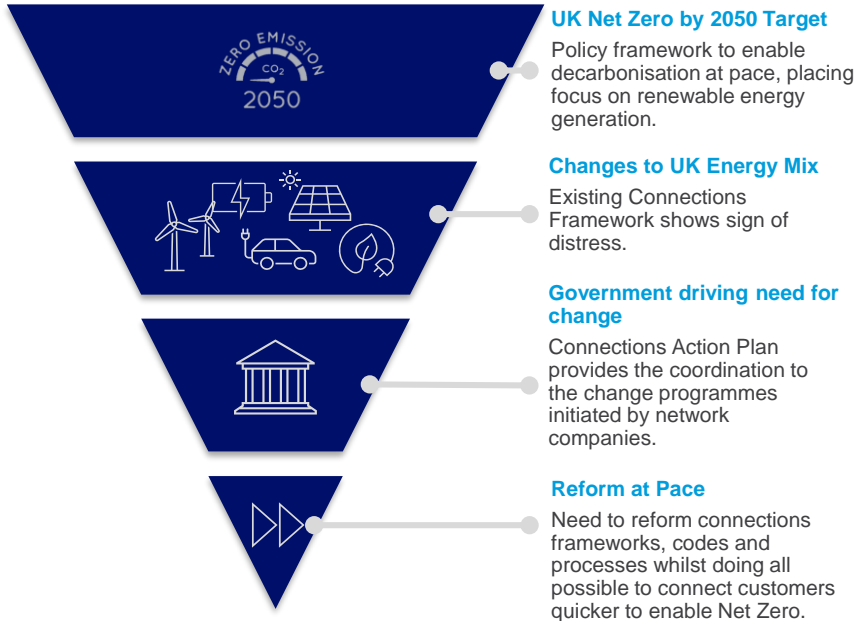 ZERO EMISSION
CO₂
2050
UK Net Zero by 2050 Target
Policy framework to enable
decarbonisation at pace, placing
focus on renewable energy
generation.
Changes to UK Energy Mix
Existing Connections
Framework shows sign of
distress.
Government driving need for
change
Connections Action Plan
provides the coordination to
the change programmes
initiated by network
companies.
Reform at Pace
Need to reform connections
frameworks, codes and
processes whilst doing all
possible to connect customers
quicker to enable Net Zero.